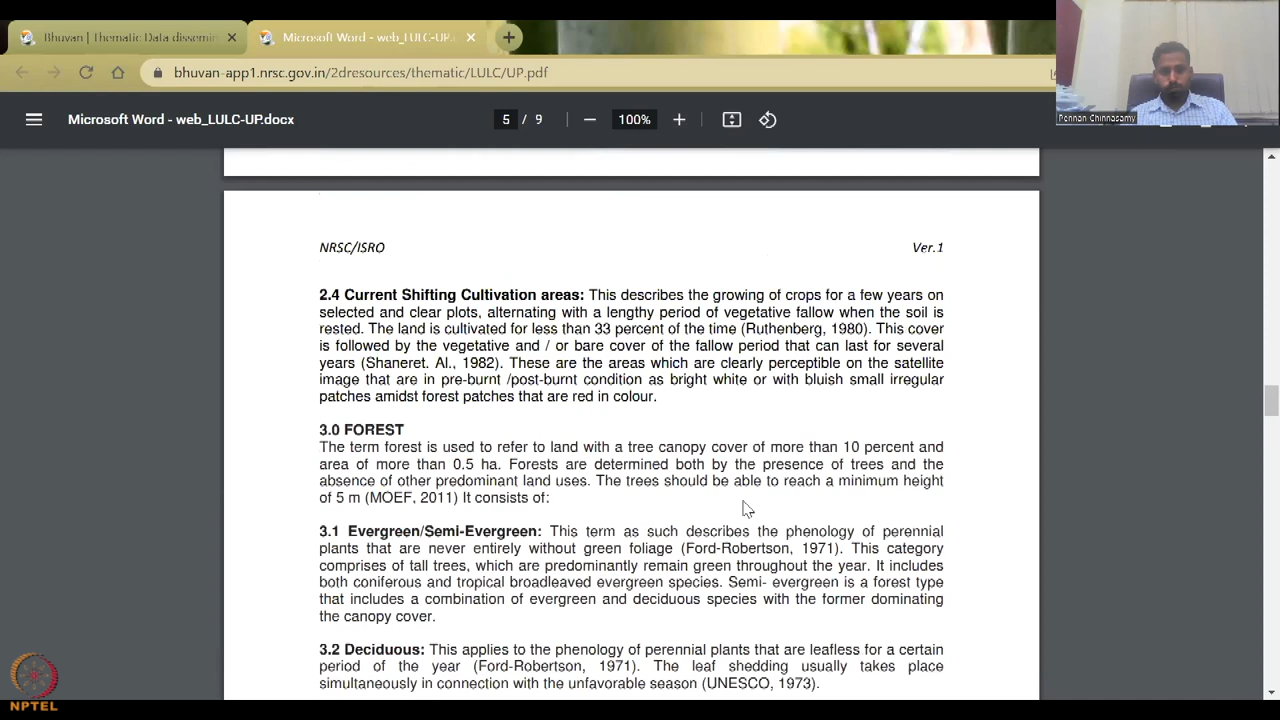 Bhuvan | Thematic Data dissemin
Microsoft Word - web_LULC-UP.
bhuvan-app1.nrsc.gov.in/2dresources/thematic/LULC/UP.pdf
Pennan Chinnasamy
Microsoft Word - web_LULC-UP.docx
5 / 9
100%
NRSC/ISRO
Ver.1
2.4 Current Shifting Cultivation areas: This describes the growing of crops for a few years on
selected and clear plots, alternating with a lengthy period of vegetative fallow when the soil is
rested. The land is cultivated for less than 33 percent of the time (Ruthenberg, 1980). This cover
is followed by the vegetative and / or bare cover of the fallow period that can last for several
years (Shaneret. Al., 1982). These are the areas which are clearly perceptible on the satellite
image that are in pre-burnt /post-burnt condition as bright white or with bluish small irregular
patches amidst forest patches that are red in colour.
3.0 FOREST
The term forest is used to refer to land with a tree canopy cover of more than 10 percent and
area of more than 0.5 ha. Forests are determined both by the presence of trees and the
absence of other predominant land uses. The trees should be able to reach a minimum height
of 5 m (MOEF, 2011) It consists of:
3.1 Evergreen/Semi-Evergreen: This term as such describes the phenology of perennial
plants that are never entirely without green foliage (Ford-Robertson, 1971). This category
comprises of tall trees, which are predominantly remain green throughout the year. It includes
both coniferous and tropical broadleaved evergreen species. Semi- evergreen is a forest type
that includes a combination of evergreen and deciduous species with the former dominating
the canopy cover.
3.2 Deciduous: This applies to the phenology of perennial plants that are leafless for a certain
period of the year (Ford-Robertson, 1971). The leaf shedding usually takes place
simultaneously in connection with the unfavorable season (UNESCO, 1973).
NPTEL